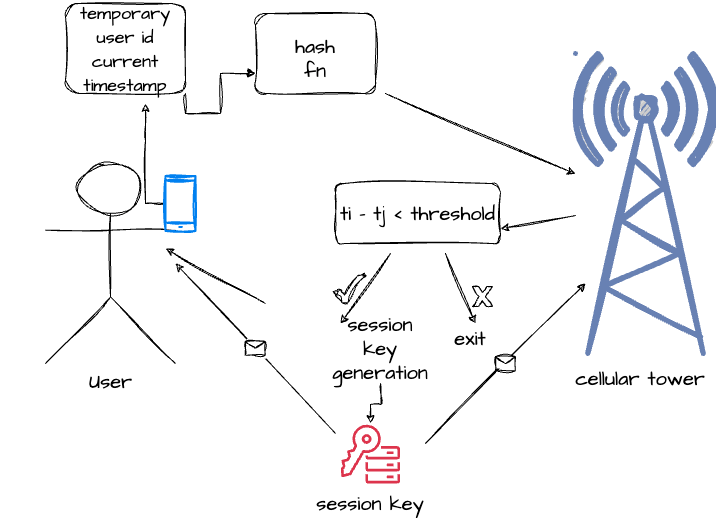 temporary
user id
current
timestamp
hash
fn
ti - tj < threshold
session
key
generation
exit
User
cellular tower
session key